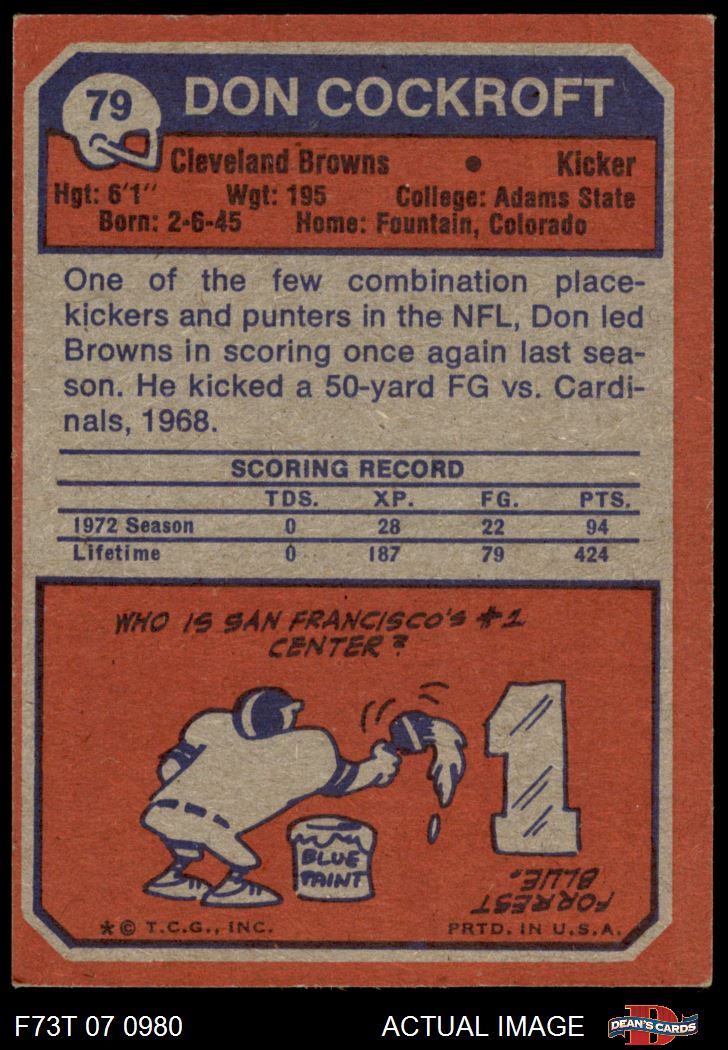 79
DON COCKROFT
Cleveland Browns • Kicker
Hgt: 6'1" Wgt: 195 College: Adams State
Born: 2-6-45 Home: Fountain, Colorado
One of the few combination place-
kickers and punters in the NFL, Don led
Browns in scoring once again last sea-
son. He kicked a 50-yard FG vs. Cardi-
nals, 1968.
SCORING RECORD
TDS. XP. FG. PTS.
1972 Season 0 28 22 94
Lifetime 0 187 79 424
WHO IS SAN FRANCISCO'S #1
CENTER?
1
BLUE
PAINT
FORREST
BLUE.
*© T.C.G., INC. PRTD. IN U.S.A.
F73T 07 0980 ACTUAL IMAGE
D
DEAN'S CARDS